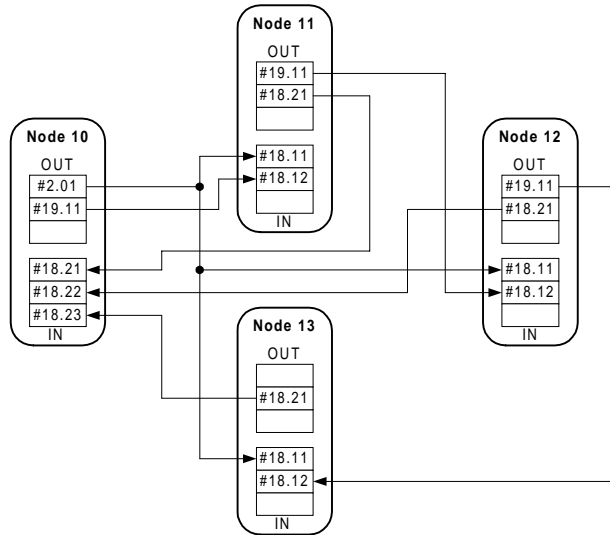 Node 11
OUT
#19.11
#18.21
#18.11
#18.12
IN
Node 10
OUT
#2.01
#19.11
#18.21
#18.22
#18.23
IN
Node 12
OUT
#19.11
#18.21
#18.11
#18.12
IN
Node 13
OUT
#18.21
#18.11
#18.12
IN